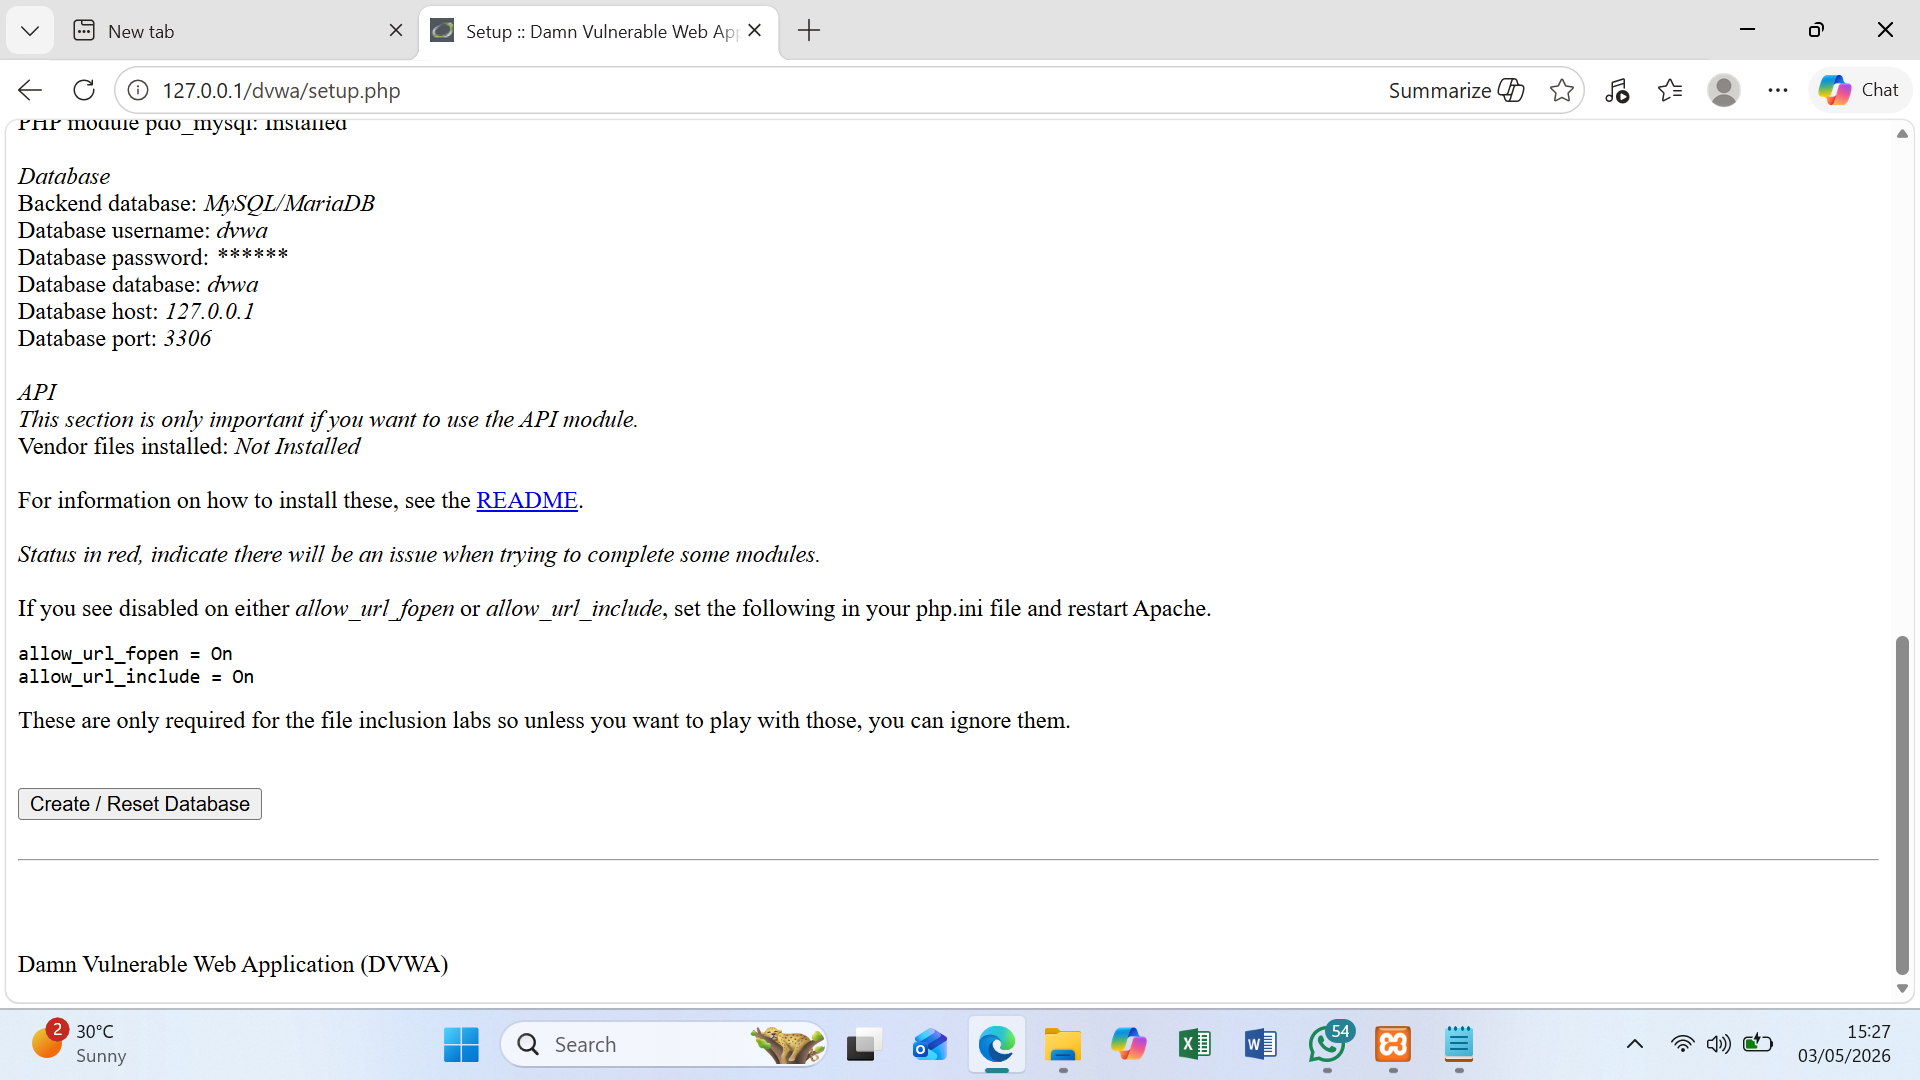 New tab
Setup :: Damn Vulnerable Web App
127.0.0.1/dvwa/setup.php
Summarize
Chat
PHP module pdo_mysql: Installed
Database
Backend database: MySQL/MariaDB
Database username: dvwa
Database password: ******
Database database: dvwa
Database host: 127.0.0.1
Database port: 3306
API
This section is only important if you want to use the API module.
Vendor files installed: Not Installed
For information on how to install these, see the README.
Status in red, indicate there will be an issue when trying to complete some modules.
If you see disabled on either allow_url_fopen or allow_url_include, set the following in your php.ini file and restart Apache.
allow_url_fopen = On
allow_url_include = On
These are only required for the file inclusion labs so unless you want to play with those, you can ignore them.
Create / Reset Database
Damn Vulnerable Web Application (DVWA)
2
30°C
Sunny
Search
54
15:27
03/05/2026